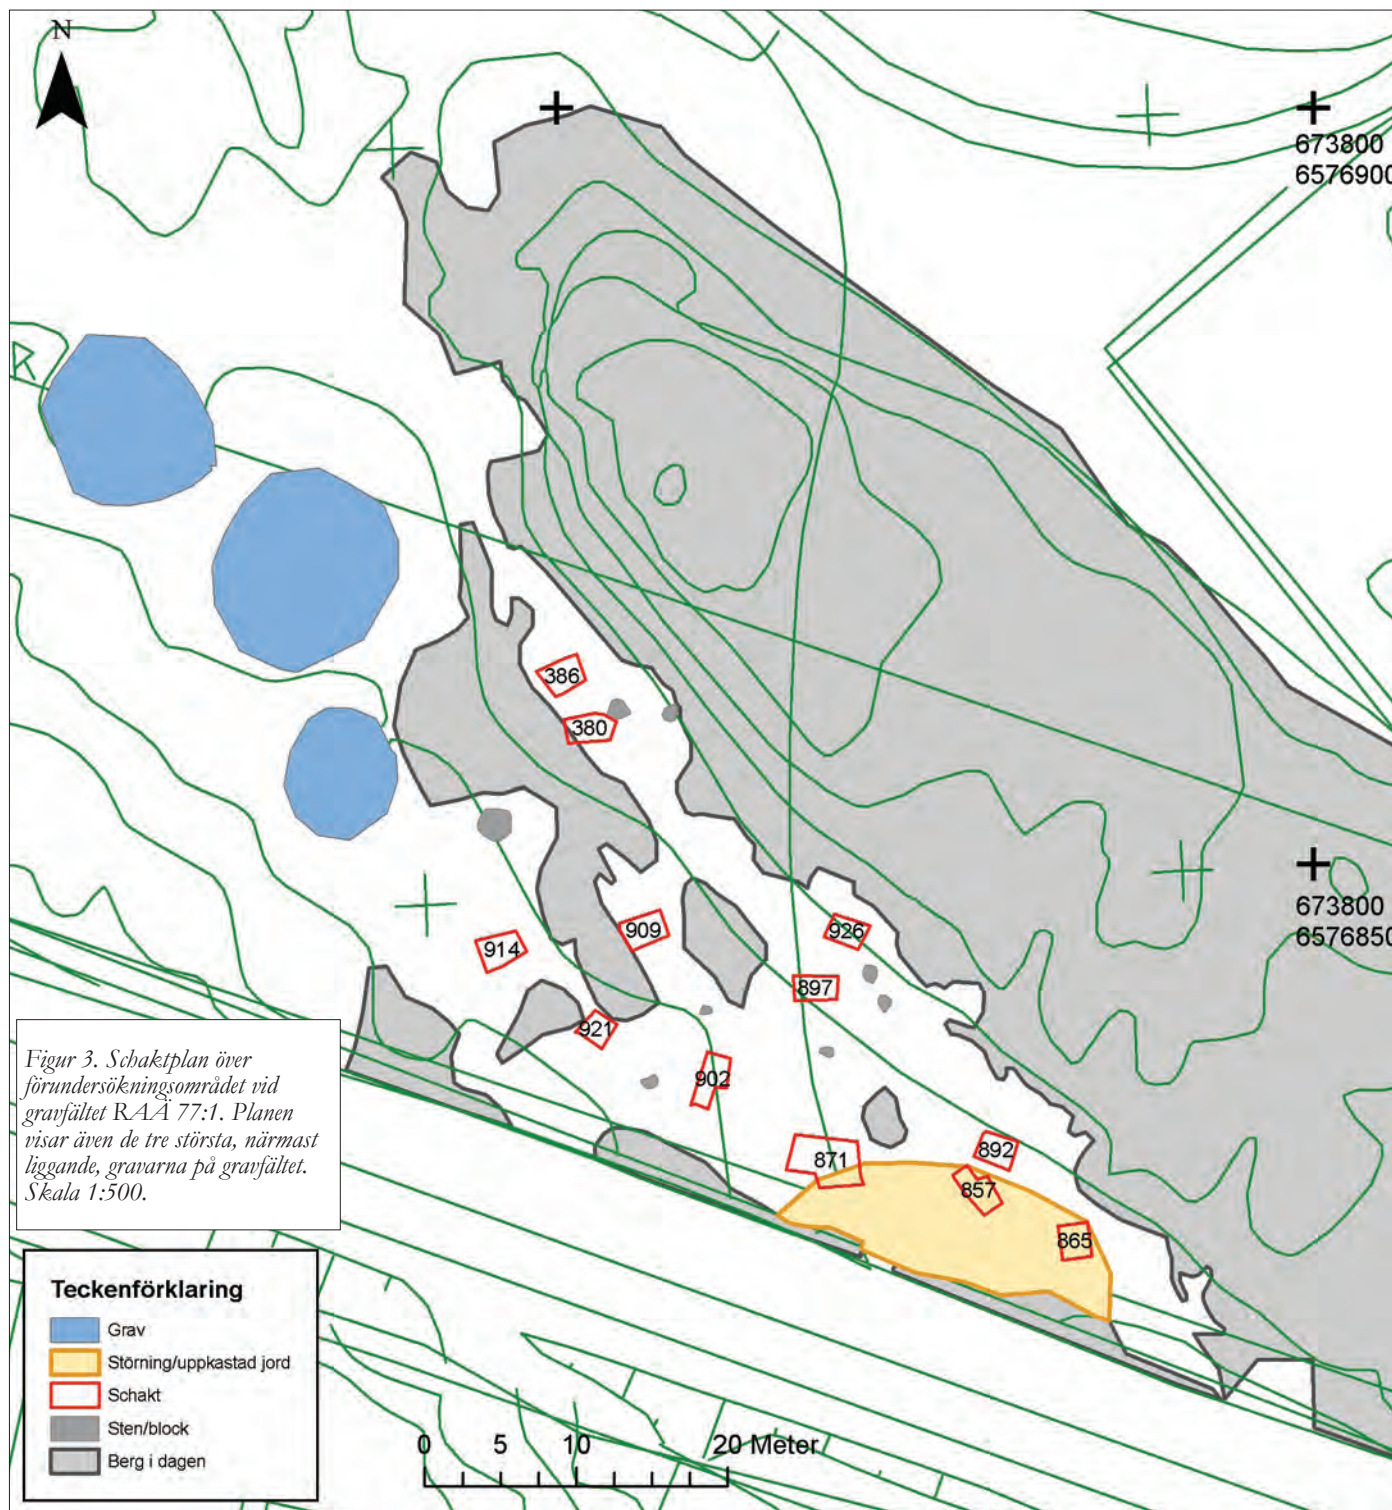 N
673800
6576900
386
380
909
914
926
897
921
902
871
892
857
865
673800
6576850
Figur 3. Schaktplan över
förundersökningsområdet vid
gravfältet RAÄ 77:1. Planen
visar även de tre största, närmast
liggande, gravarna på gravfältet.
Skala 1:500.
Teckenförklaring
Grav
Störning/uppkastad jord
Schakt
Sten/block
Berg i dagen
0 5 10 20 Meter